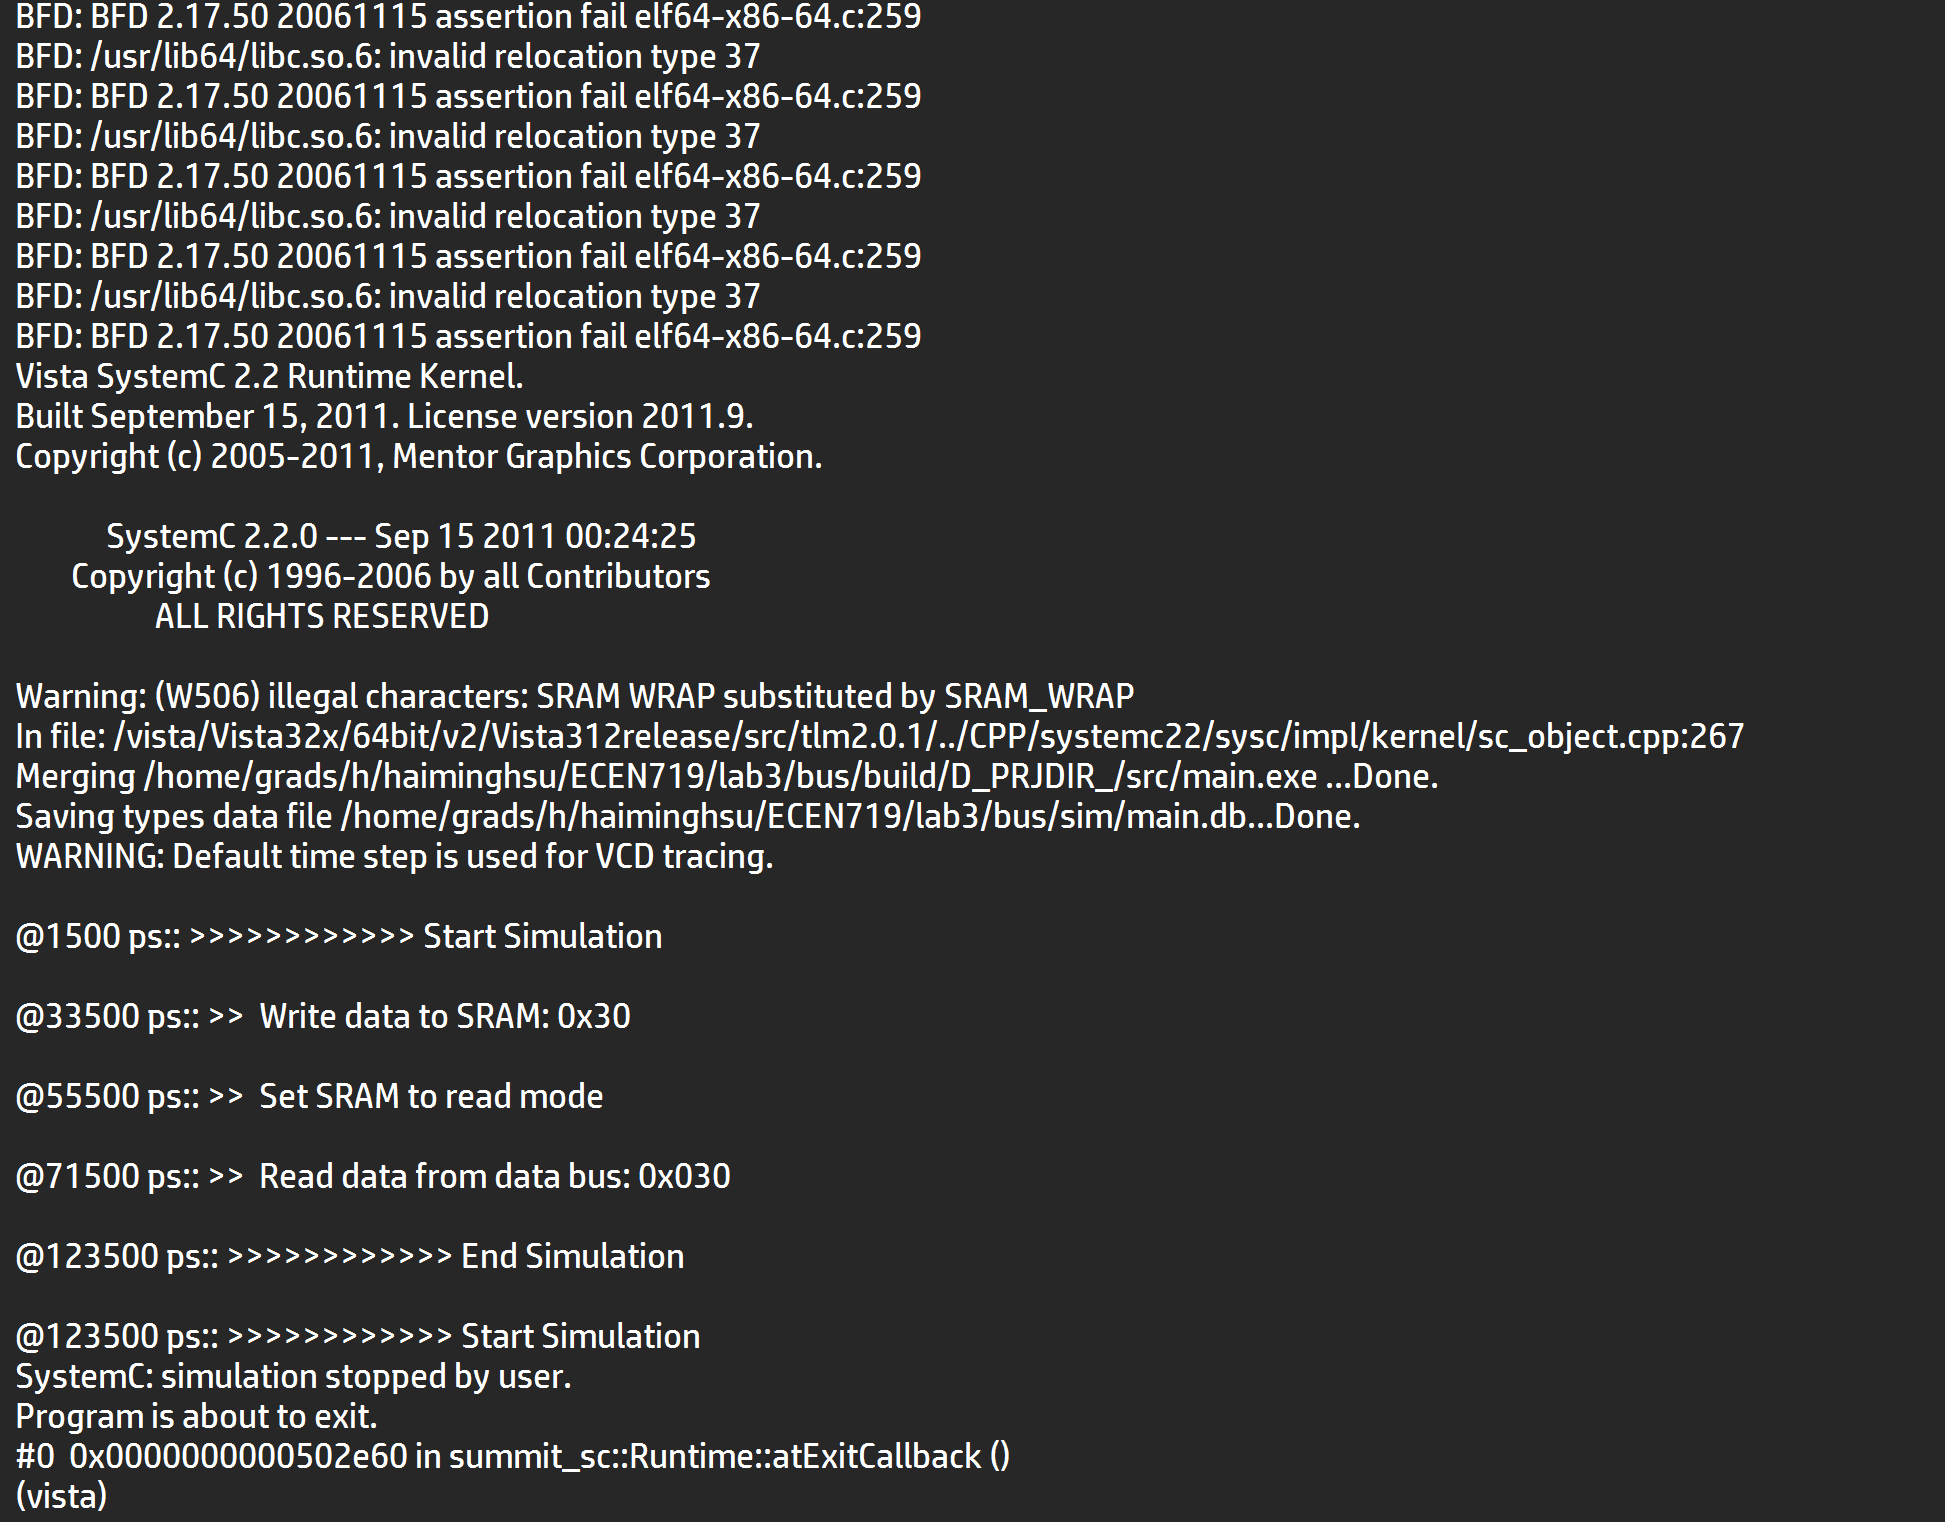 BFD: BFD 2.17.50 20061115 assertion fail elf64-x86-64.c:259
BFD: /usr/lib64/libc.so.6: invalid relocation type 37
BFD: BFD 2.17.50 20061115 assertion fail elf64-x86-64.c:259
BFD: /usr/lib64/libc.so.6: invalid relocation type 37
BFD: BFD 2.17.50 20061115 assertion fail elf64-x86-64.c:259
BFD: /usr/lib64/libc.so.6: invalid relocation type 37
BFD: BFD 2.17.50 20061115 assertion fail elf64-x86-64.c:259
BFD: /usr/lib64/libc.so.6: invalid relocation type 37
BFD: BFD 2.17.50 20061115 assertion fail elf64-x86-64.c:259
Vista SystemC 2.2 Runtime Kernel.
Built September 15, 2011. License version 2011.9.
Copyright (c) 2005-2011, Mentor Graphics Corporation.
SystemC 2.2.0 --- Sep 15 2011 00:24:25
Copyright (c) 1996-2006 by all Contributors
ALL RIGHTS RESERVED
Warning: (W506) illegal characters: SRAM WRAP substituted by SRAM_WRAP
In file: /vista/Vista32x/64bit/v2/Vista312release/src/tlm2.0.1/../CPP/systemc22/sysc/impl/kernel/sc_object.cpp:267
Merging /home/grads/h/haiminghsu/ECEN719/lab3/bus/build/D_PRJDIR_/src/main.exe ...Done.
Saving types data file /home/grads/h/haiminghsu/ECEN719/lab3/bus/sim/main.db...Done.
WARNING: Default time step is used for VCD tracing.
@1500 ps:: >>>>>>>>>>>> Start Simulation
@33500 ps:: >>  Write data to SRAM: 0x30
@55500 ps:: >>  Set SRAM to read mode
@71500 ps:: >>  Read data from data bus: 0x030
@123500 ps:: >>>>>>>>>>>> End Simulation
@123500 ps:: >>>>>>>>>>>> Start Simulation
SystemC: simulation stopped by user.
Program is about to exit.
#0  0x0000000000502e60 in summit_sc::Runtime::atExitCallback ()
(vista)